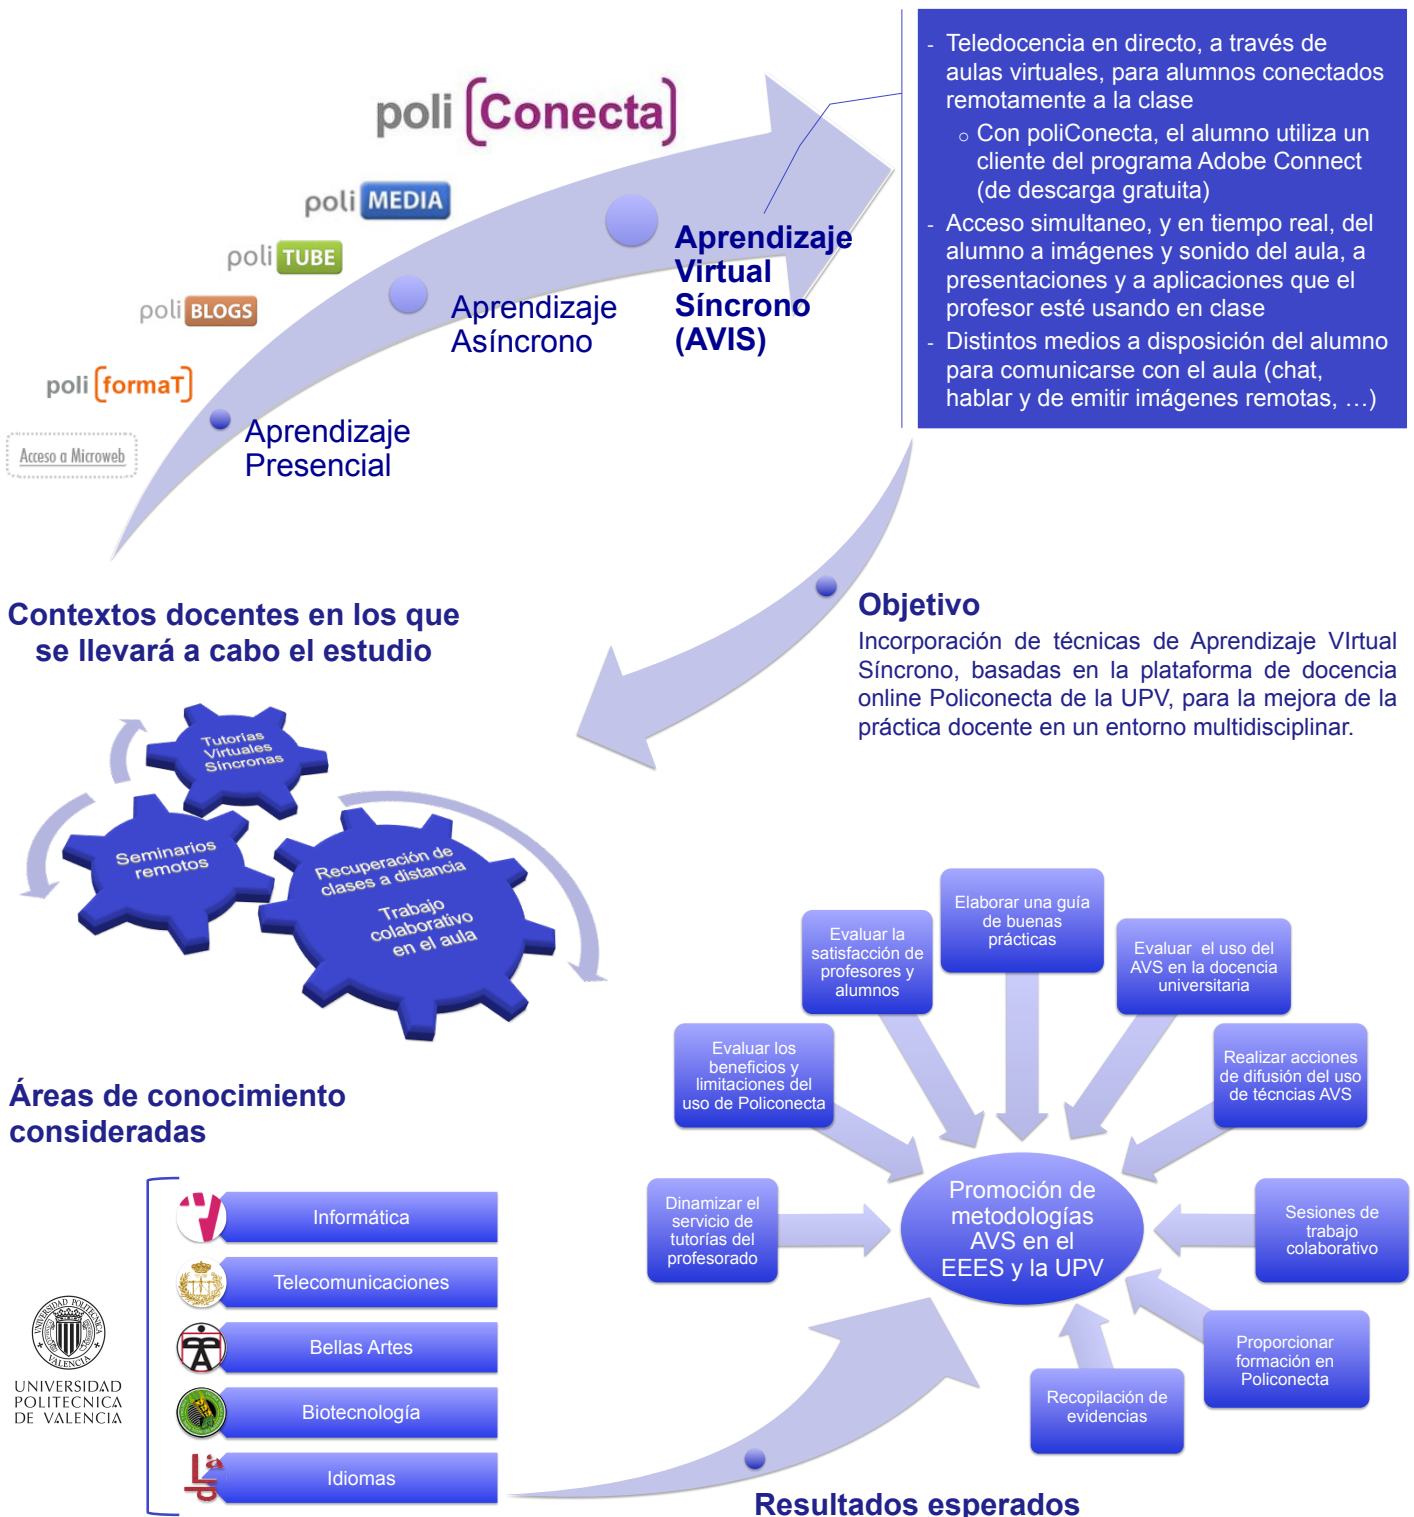 poli [Conecta]
poli MEDIA
poli TUBE
poli BLOGS
poli [formaT]
Acceso a Microweb
Aprendizaje
Presencial
Aprendizaje
Asíncrono
Aprendizaje
Virtual
Síncrono
(AVIS)
- Teledocencia en directo, a través de
aulas virtuales, para alumnos conectados
remotamente a la clase
o Con poliConecta, el alumno utiliza un
cliente del programa Adobe Connect
(de descarga gratuita)
- Acceso simultaneo, y en tiempo real, del
alumno a imágenes y sonido del aula, a
presentaciones y a aplicaciones que el
profesor esté usando en clase
- Distintos medios a disposición del alumno
para comunicarse con el aula (chat,
hablar y de emitir imágenes remotas, …)
Objetivo
Incorporación de técnicas de Aprendizaje VIrtual
Síncrono, basadas en la plataforma de docencia
online Policonecta de la UPV, para la mejora de la
práctica docente en un entorno multidisciplinar.
Contextos docentes en los que
se llevará a cabo el estudio
Tutorías
Virtuales
Síncronas
Seminarios
remotos
Recuperación de
clases a distancia
Trabajo
colaborativo
en el aula
Áreas de conocimiento
consideradas
UNIVERSIDAD POLITECNICA
VALENCIA
UNIVERSIDAD
POLITECNICA
DE VALENCIA
Informática
Telecomunicaciones
Bellas Artes
Biotecnología
Idiomas
Dinamizar el
servicio de
tutorías del
profesorado
Evaluar los
beneficios y
limitaciones del
uso de Policonecta
Evaluar la
satisfacción de
profesores y
alumnos
Elaborar una guía
de buenas
prácticas
Evaluar  el uso del
AVS en la docencia
universitaria
Realizar acciones
de difusión del uso
de técncias AVS
Sesiones de
trabajo
colaborativo
Proporcionar
formación en
Policonecta
Recopilación de
evidencias
Promoción de
metodologías
AVS en el
EEES y la UPV
Resultados esperados